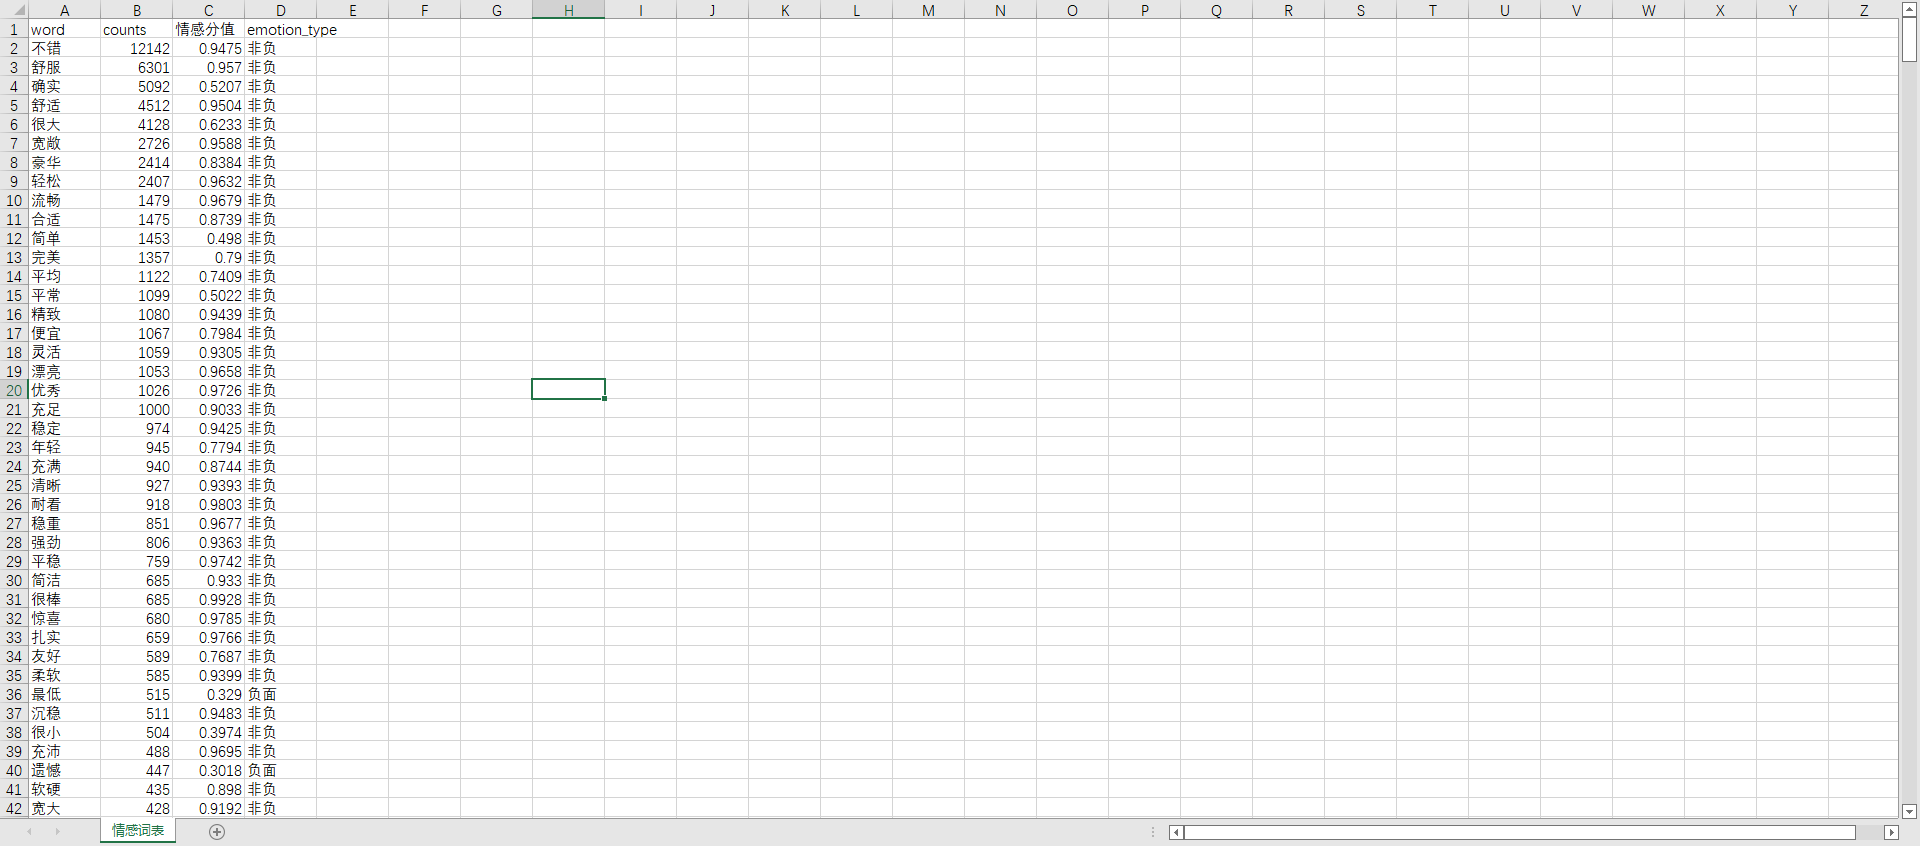 A B C D E F G H I J K L M N O P Q R S T U V W X Y Z
1 word counts 情感分值 emotion_type
2 不错 12142 0.9475 非负
3 舒服 6301 0.957 非负
4 确实 5092 0.5207 非负
5 舒适 4512 0.9504 非负
6 很大 4128 0.6233 非负
7 宽敞 2726 0.9588 非负
8 豪华 2414 0.8384 非负
9 轻松 2407 0.9632 非负
10 流畅 1479 0.9679 非负
11 合适 1475 0.8739 非负
12 简单 1453 0.498 非负
13 完美 1357 0.79 非负
14 平均 1122 0.7409 非负
15 平常 1099 0.5022 非负
16 精致 1080 0.9439 非负
17 便宜 1067 0.7984 非负
18 灵活 1059 0.9305 非负
19 漂亮 1053 0.9658 非负
20 优秀 1026 0.9726 非负
21 充足 1000 0.9033 非负
22 稳定 974 0.9425 非负
23 年轻 945 0.7794 非负
24 充满 940 0.8744 非负
25 清晰 927 0.9393 非负
26 耐看 918 0.9803 非负
27 稳重 851 0.9677 非负
28 强劲 806 0.9363 非负
29 平稳 759 0.9742 非负
30 简洁 685 0.933 非负
31 很棒 685 0.9928 非负
32 惊喜 680 0.9785 非负
33 扎实 659 0.9766 非负
34 友好 589 0.7687 非负
35 柔软 585 0.9399 非负
36 最低 515 0.329 负面
37 沉稳 511 0.9483 非负
38 很小 504 0.3974 非负
39 充沛 488 0.9695 非负
40 遗憾 447 0.3018 负面
41 软硬 435 0.898 非负
42 宽大 428 0.9192 非负
情感词表